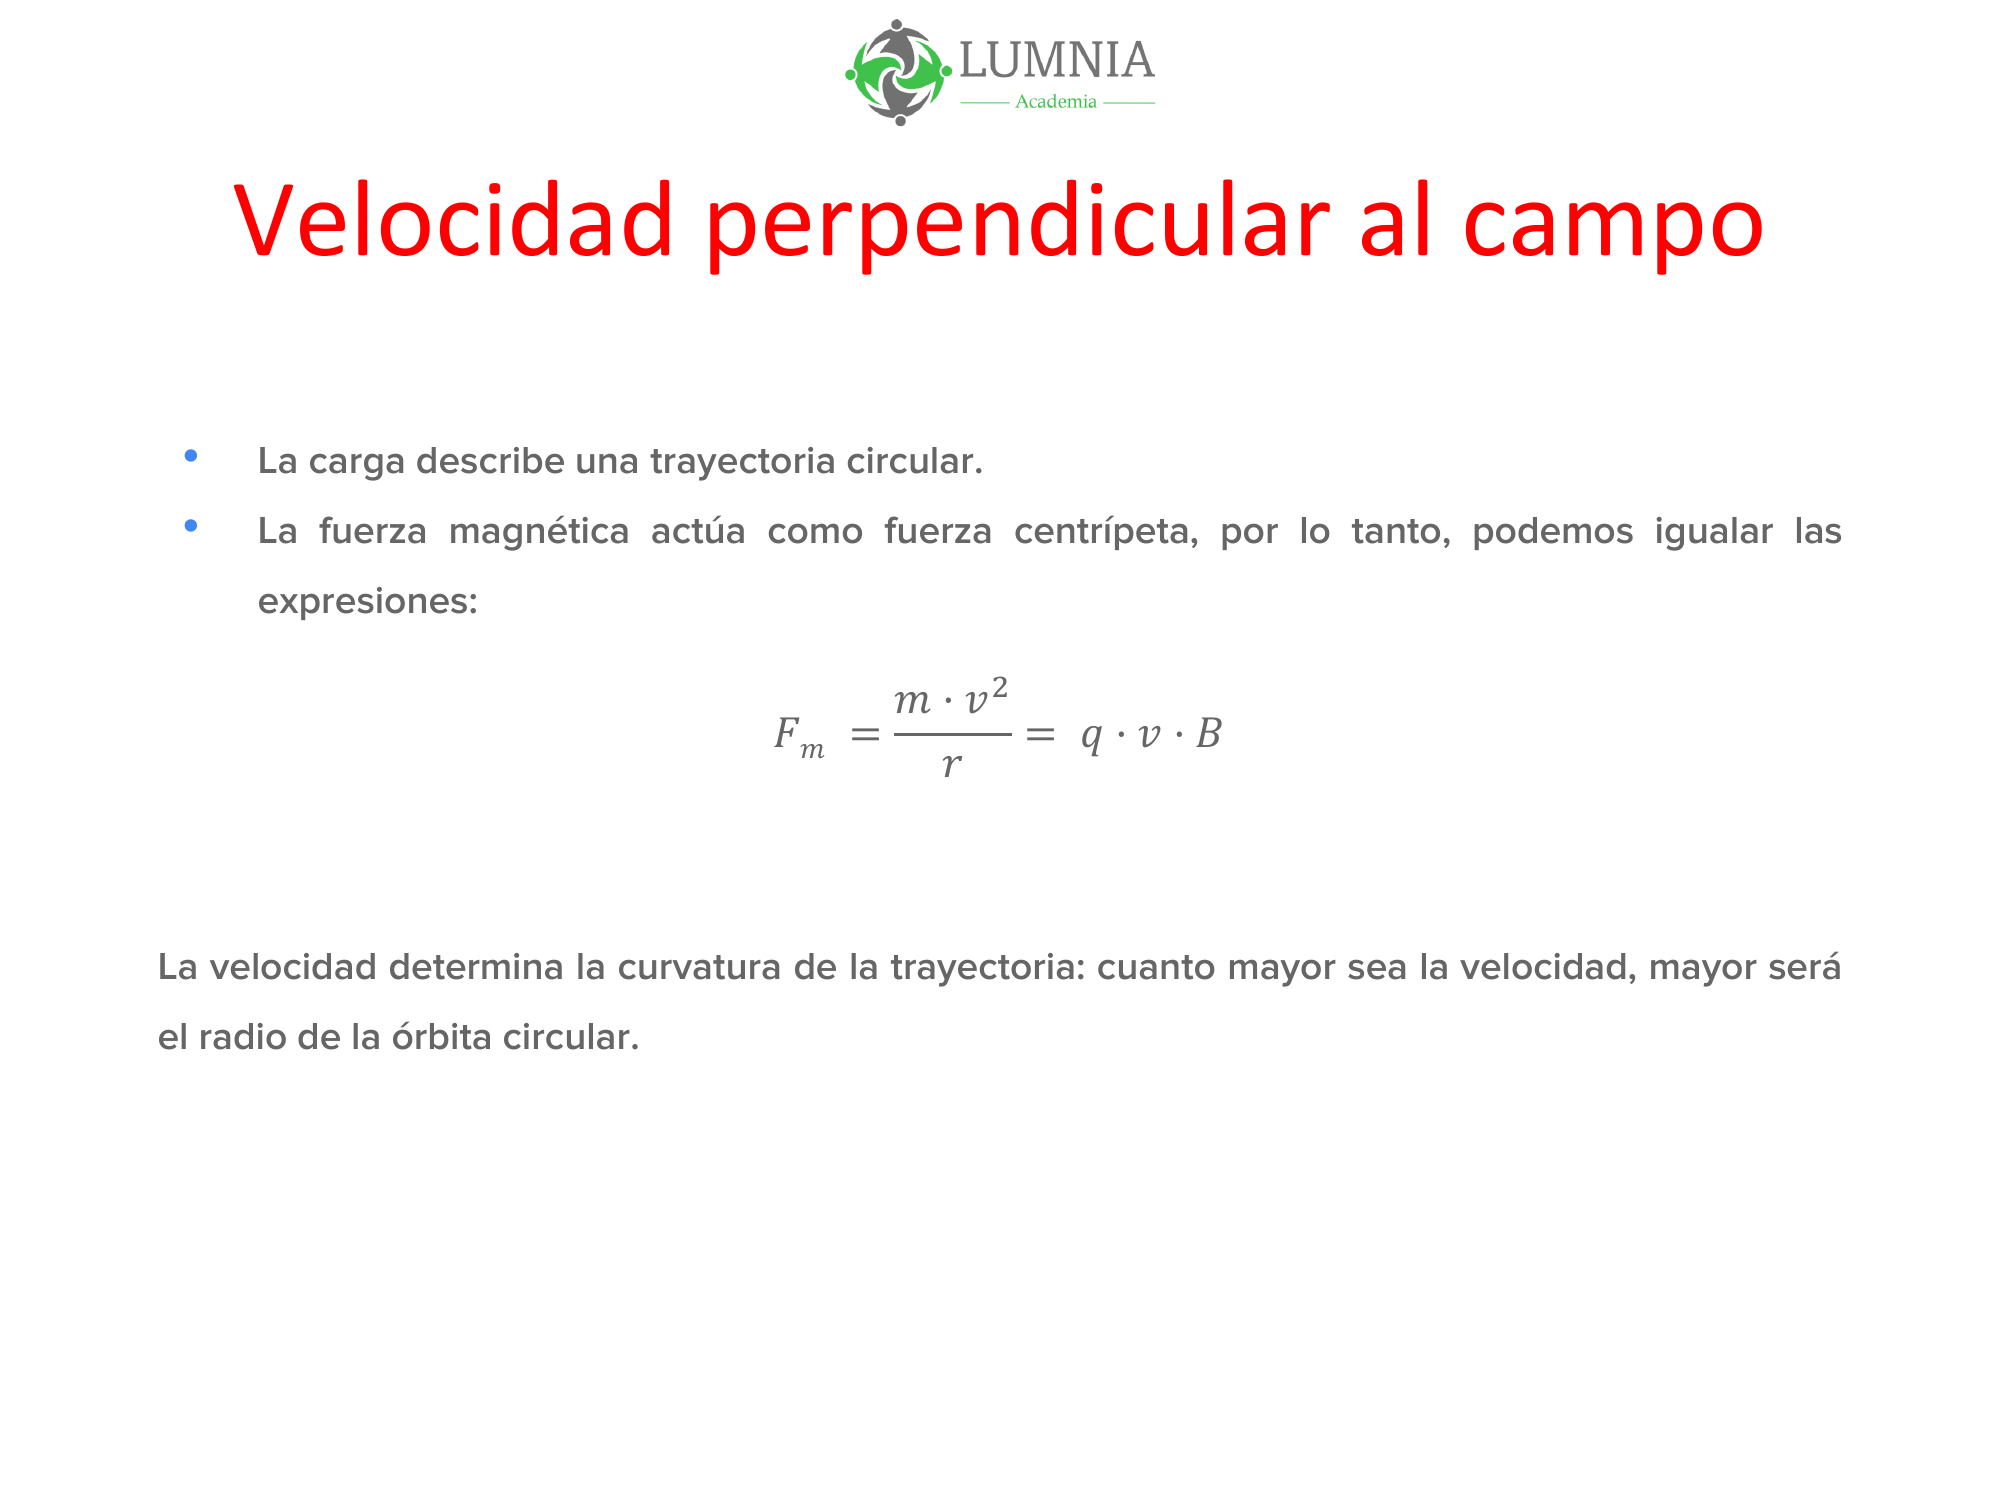 LUMNIA
Academia
Velocidad perpendicular al campo
• La carga describe una trayectoria circular.
• La fuerza magnética actúa como fuerza centrípeta, por lo tanto, podemos igualar las
expresiones:
$F_m = \frac{m \cdot v^2}{r} = q \cdot v \cdot B$
La velocidad determina la curvatura de la trayectoria: cuanto mayor sea la velocidad, mayor será
el radio de la órbita circular.